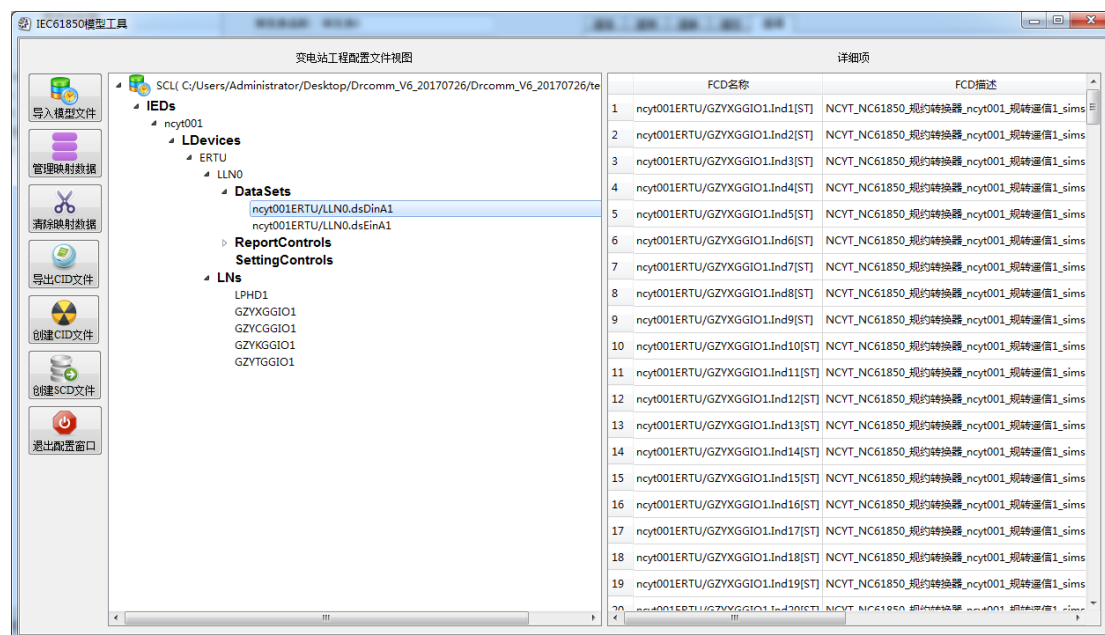 IEC61850模型工具
变电站工程配置文件视图
详细项
导入模型文件
管理映射数据
清除映射数据
导出CID文件
创建CID文件
创建SCD文件
退出配置窗口
SCL( C:/Users/Administrator/Desktop/Drcomm_V6_20170726/Drcomm_V6_20170726/te
IEDs
ncyt001
LDevices
ERTU
LLN0
DataSets
ncyt001ERTU/LLN0.dsDinA1
ncyt001ERTU/LLN0.dsEinA1
ReportControls
SettingControls
LNs
LPHD1
GZYXGGIO1
GZYCGGIO1
GZYKGGIO1
GZYTGGIO1
FCD名称 FCD描述
1 ncyt001ERTU/GZYXGGIO1.Ind1[ST] NCYT_NC61850_规约转换器_ncyt001_规转遥信1_sims
2 ncyt001ERTU/GZYXGGIO1.Ind2[ST] NCYT_NC61850_规约转换器_ncyt001_规转遥信1_sims
3 ncyt001ERTU/GZYXGGIO1.Ind3[ST] NCYT_NC61850_规约转换器_ncyt001_规转遥信1_sims
4 ncyt001ERTU/GZYXGGIO1.Ind4[ST] NCYT_NC61850_规约转换器_ncyt001_规转遥信1_sims
5 ncyt001ERTU/GZYXGGIO1.Ind5[ST] NCYT_NC61850_规约转换器_ncyt001_规转遥信1_sims
6 ncyt001ERTU/GZYXGGIO1.Ind6[ST] NCYT_NC61850_规约转换器_ncyt001_规转遥信1_sims
7 ncyt001ERTU/GZYXGGIO1.Ind7[ST] NCYT_NC61850_规约转换器_ncyt001_规转遥信1_sims
8 ncyt001ERTU/GZYXGGIO1.Ind8[ST] NCYT_NC61850_规约转换器_ncyt001_规转遥信1_sims
9 ncyt001ERTU/GZYXGGIO1.Ind9[ST] NCYT_NC61850_规约转换器_ncyt001_规转遥信1_sims
10 ncyt001ERTU/GZYXGGIO1.Ind10[ST] NCYT_NC61850_规约转换器_ncyt001_规转遥信1_sims
11 ncyt001ERTU/GZYXGGIO1.Ind11[ST] NCYT_NC61850_规约转换器_ncyt001_规转遥信1_sims
12 ncyt001ERTU/GZYXGGIO1.Ind12[ST] NCYT_NC61850_规约转换器_ncyt001_规转遥信1_sims
13 ncyt001ERTU/GZYXGGIO1.Ind13[ST] NCYT_NC61850_规约转换器_ncyt001_规转遥信1_sims
14 ncyt001ERTU/GZYXGGIO1.Ind14[ST] NCYT_NC61850_规约转换器_ncyt001_规转遥信1_sims
15 ncyt001ERTU/GZYXGGIO1.Ind15[ST] NCYT_NC61850_规约转换器_ncyt001_规转遥信1_sims
16 ncyt001ERTU/GZYXGGIO1.Ind16[ST] NCYT_NC61850_规约转换器_ncyt001_规转遥信1_sims
17 ncyt001ERTU/GZYXGGIO1.Ind17[ST] NCYT_NC61850_规约转换器_ncyt001_规转遥信1_sims
18 ncyt001ERTU/GZYXGGIO1.Ind18[ST] NCYT_NC61850_规约转换器_ncyt001_规转遥信1_sims
19 ncyt001ERTU/GZYXGGIO1.Ind19[ST] NCYT_NC61850_规约转换器_ncyt001_规转遥信1_sims
20 ncyt001ERTU/GZYXGGIO1.Ind20[ST] NCYT_NC61850_规约转换器_ncyt001_规转遥信1_sims